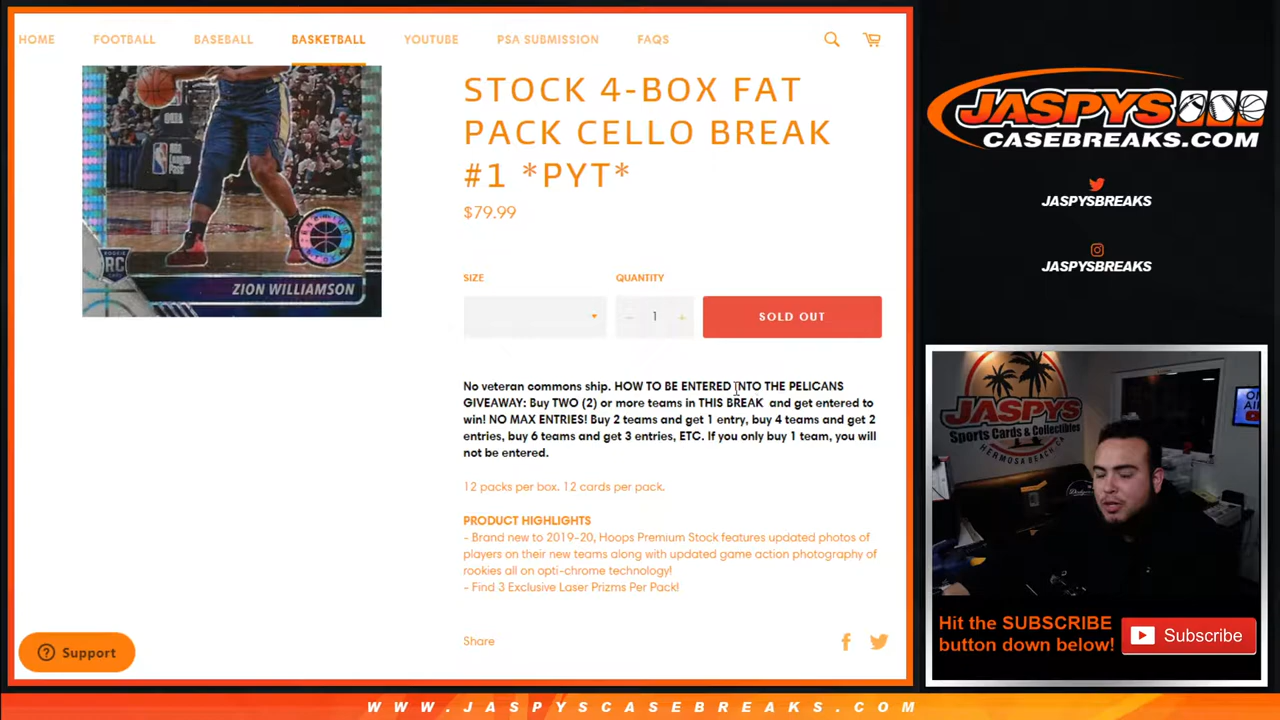 HOME FOOTBALL BASEBALL BASKETBALL YOUTUBE PSA SUBMISSION FAQS
RC
ZION WILLIAMSON
STOCK 4-BOX FAT
PACK CELLO BREAK
#1 *PYT*
$79.99
SIZE QUANTITY
− 1 + SOLD OUT
No veteran commons ship. HOW TO BE ENTERED INTO THE PELICANS
GIVEAWAY: Buy TWO (2) or more teams in THIS BREAK and get entered to
win! NO MAX ENTRIES! Buy 2 teams and get 1 entry, buy 4 teams and get 2
entries, buy 6 teams and get 3 entries, ETC. If you only buy 1 team, you will
not be entered.
12 packs per box. 12 cards per pack.
PRODUCT HIGHLIGHTS
- Brand new to 2019-20, Hoops Premium Stock features updated photos of
players on their new teams along with updated game action photography of
rookies all on opti-chrome technology!
- Find 3 Exclusive Laser Prizms Per Pack!
Share
Support
JASPYS
CASEBREAKS.COM
JASPYSBREAKS
JASPYSBREAKS
JASPY'S
Sports Cards & Collectibles
HERMOSA BEACH, CA
Hit the SUBSCRIBE
button down below!
Subscribe
WWW.JASPYSCASEBREAKS.COM